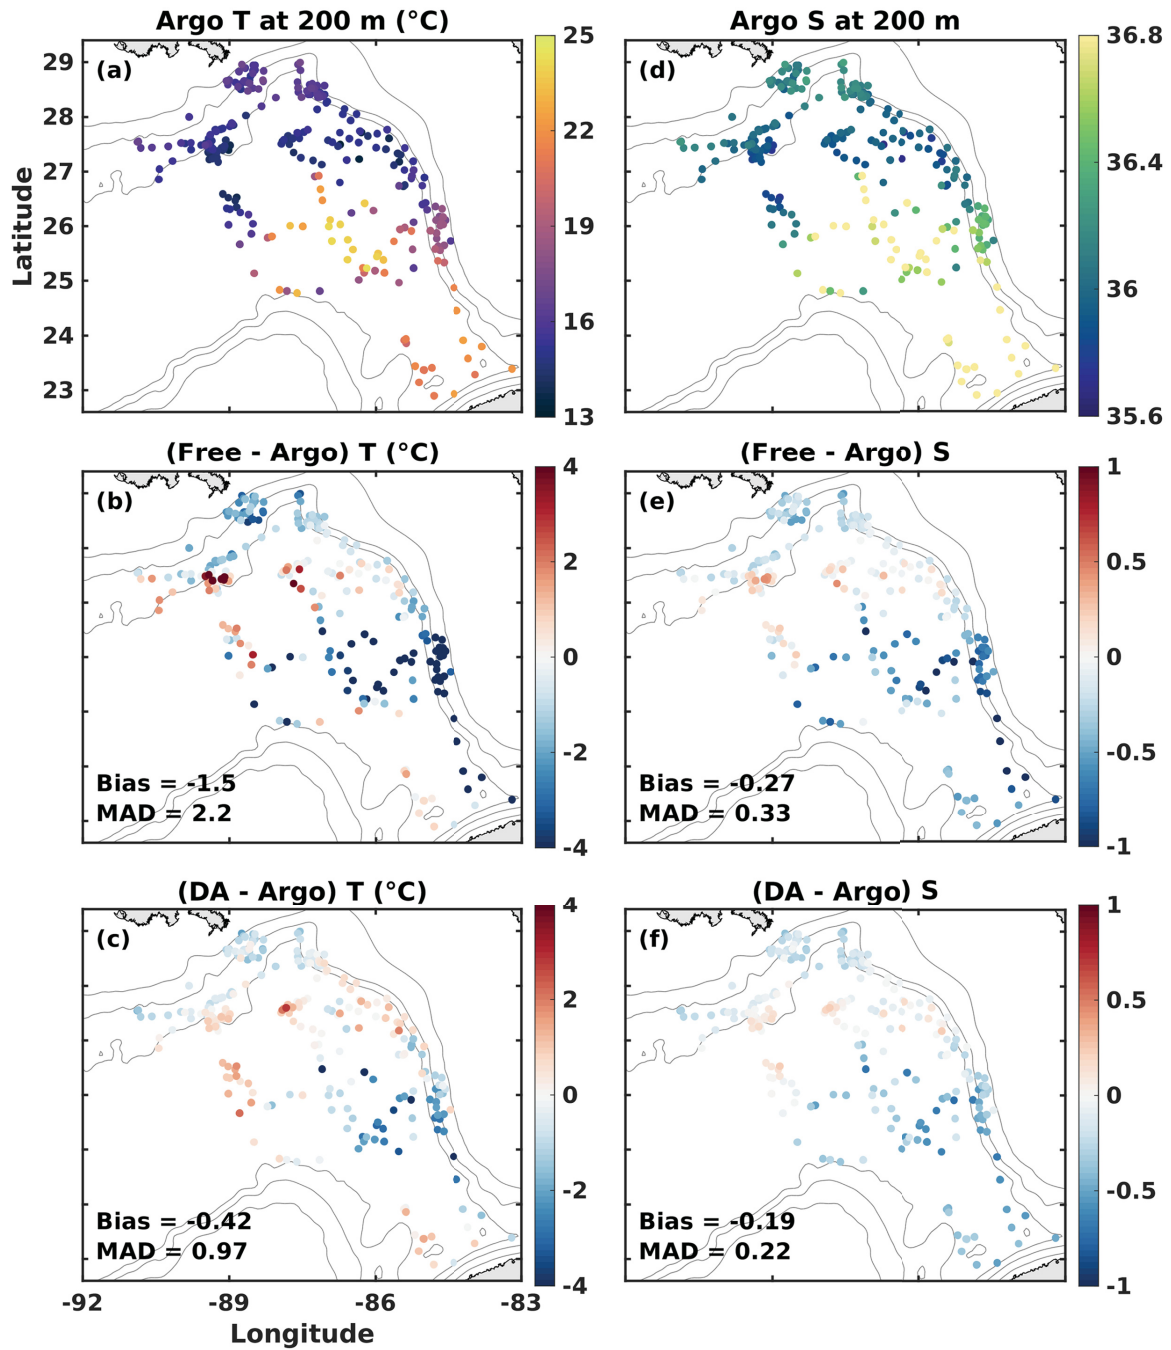 Argo T at 200 m (°C)
Argo S at 200 m
(a)
29
28
27
26
25
24
23
Latitude
25
22
19
16
13
(d)
36.8
36.4
36
35.6
(Free - Argo) T (°C)
(Free - Argo) S
(b)
Bias = -1.5
MAD = 2.2
4
2
0
-2
-4
(e)
Bias = -0.27
MAD = 0.33
1
0.5
0
-0.5
-1
(DA - Argo) T (°C)
(DA - Argo) S
(c)
Bias = -0.42
MAD = 0.97
4
2
0
-2
-4
(f)
Bias = -0.19
MAD = 0.22
1
0.5
0
-0.5
-1
-92 -89 -86 -83
Longitude